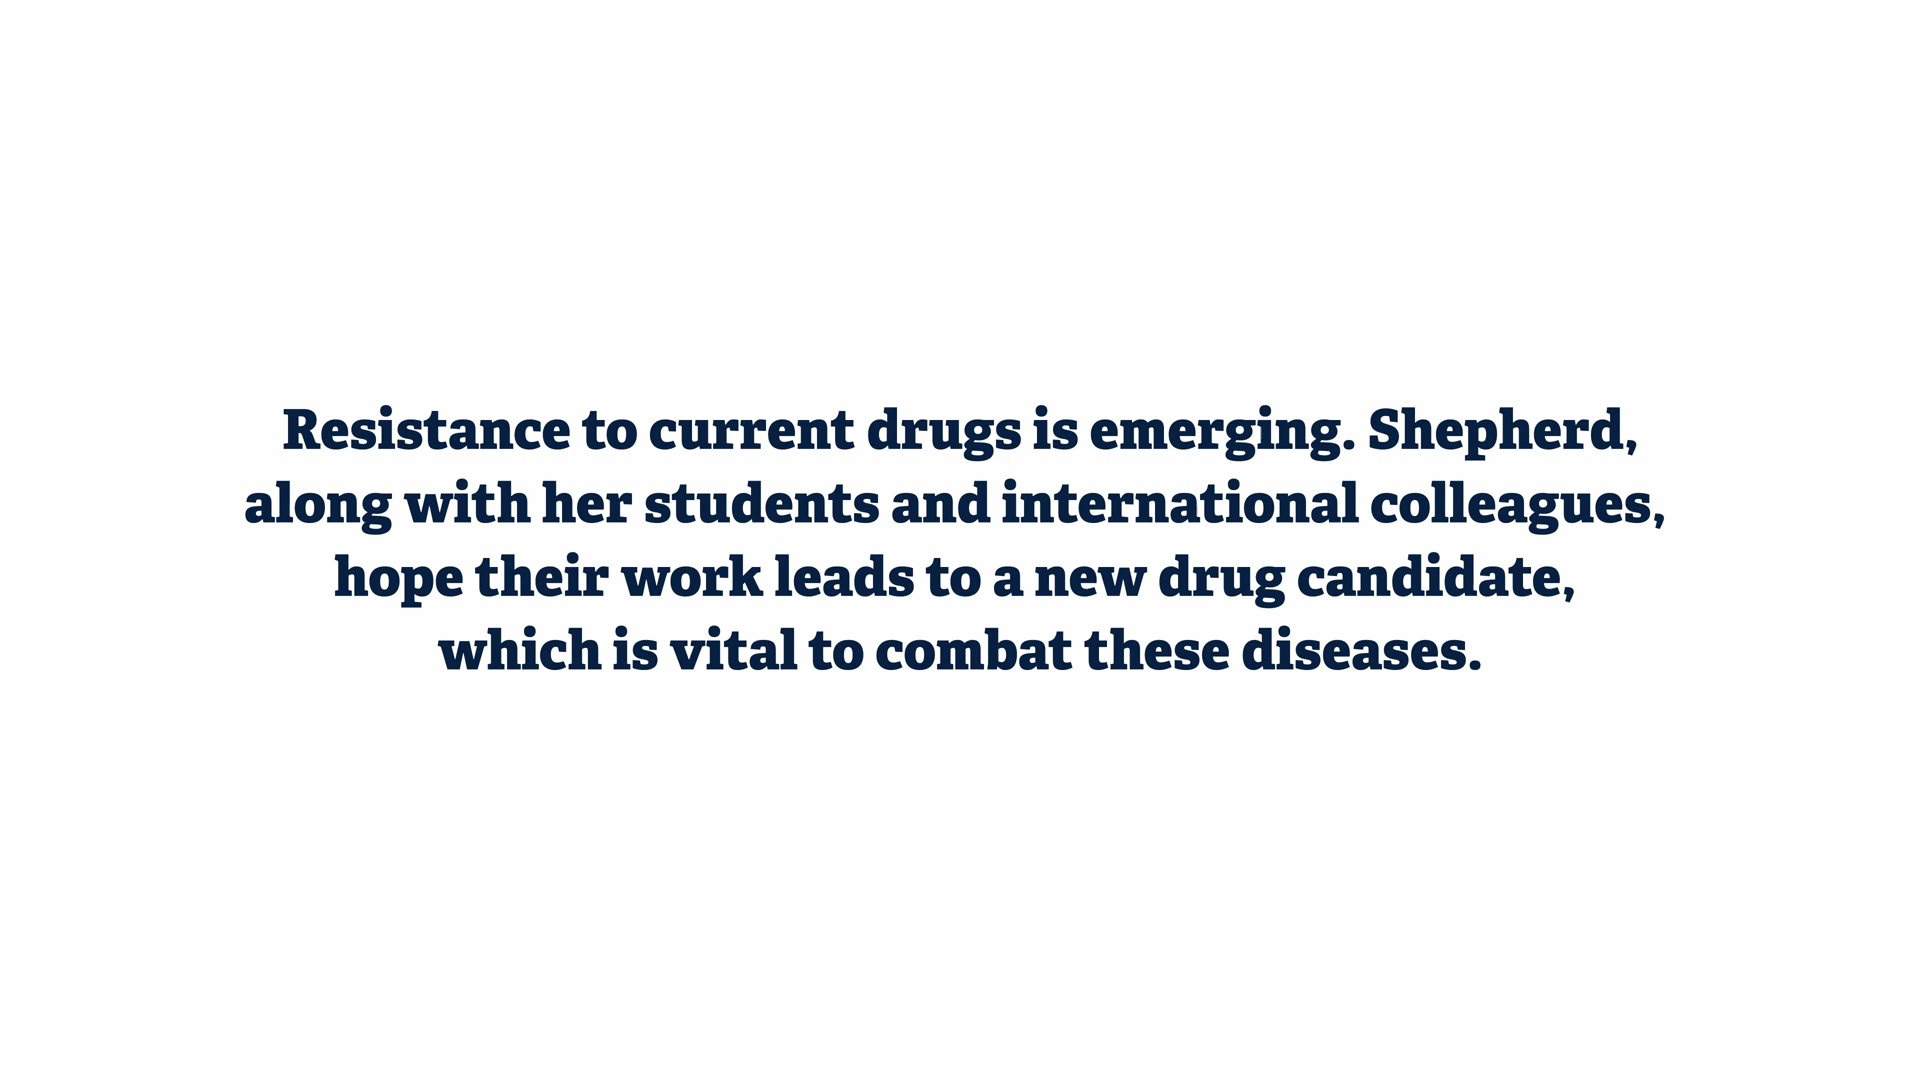 Resistance to current drugs is emerging. Shepherd,
along with her students and international colleagues,
hope their work leads to a new drug candidate,
which is vital to combat these diseases.